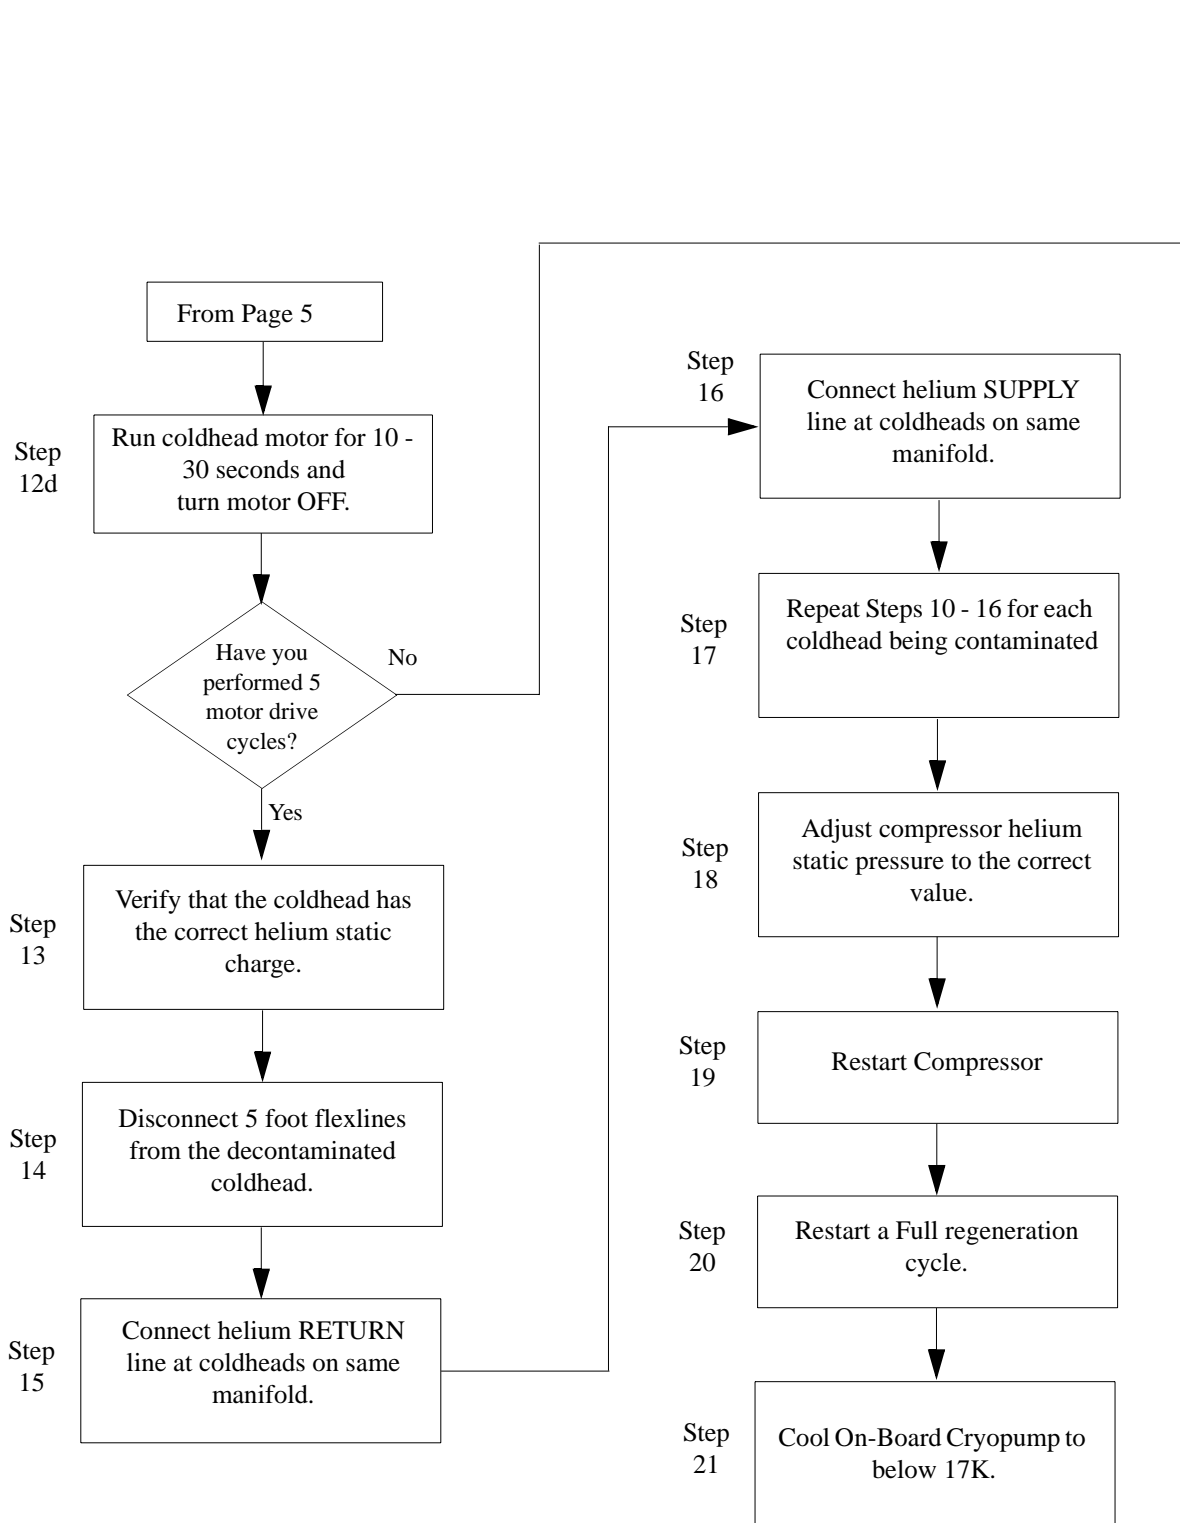 From Page 5
Step
12d
Run coldhead motor for 10 -
30 seconds and
turn motor OFF.
Have you
performed 5
motor drive
cycles?
No
Yes
Step
13
Verify that the coldhead has
the correct helium static
charge.
Step
14
Disconnect 5 foot flexlines
from the decontaminated
coldhead.
Step
15
Connect helium RETURN
line at coldheads on same
manifold.
Step
16
Connect helium SUPPLY
line at coldheads on same
manifold.
Step
17
Repeat Steps 10 - 16 for each
coldhead being contaminated
Step
18
Adjust compressor helium
static pressure to the correct
value.
Step
19
Restart Compressor
Step
20
Restart a Full regeneration
cycle.
Step
21
Cool On-Board Cryopump to
below 17K.